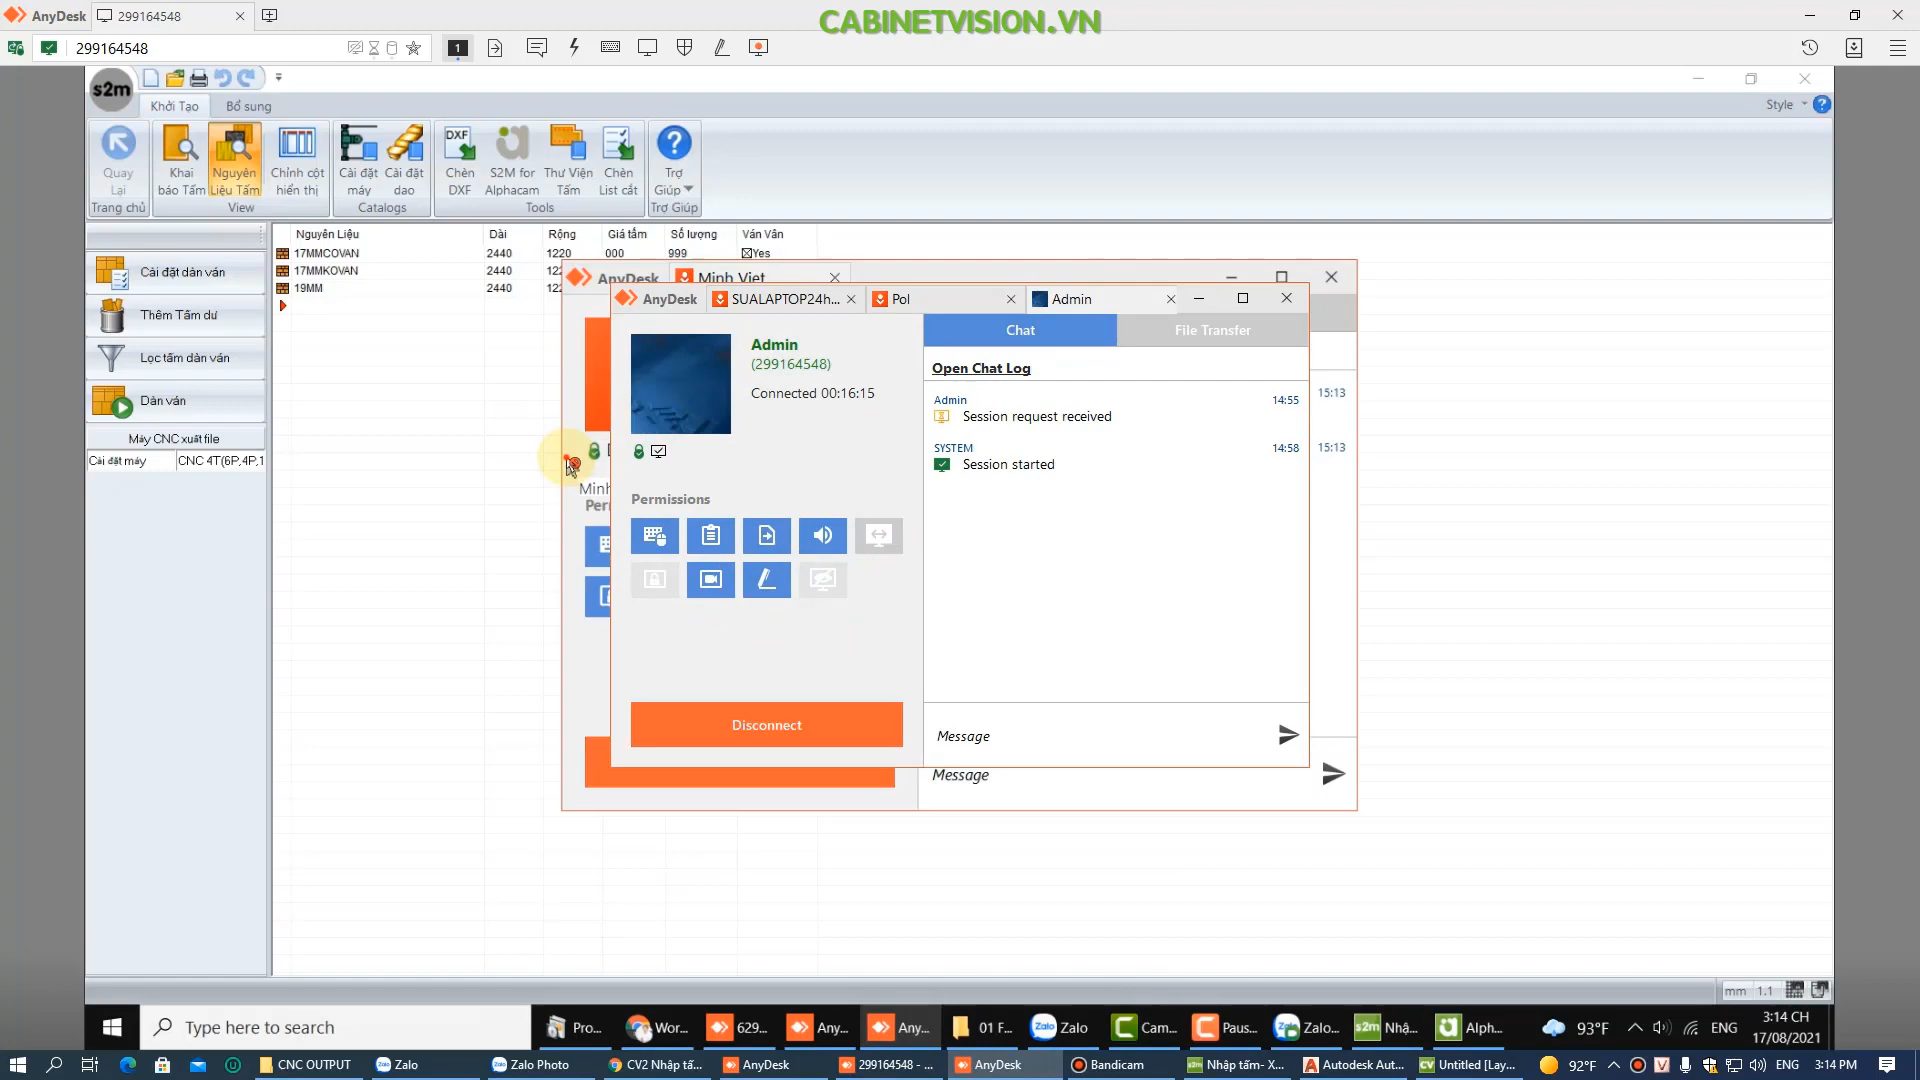 AnyDesk
299164548
CABINETVISION.VN
299164548
1
s2m
Khởi Tạo
Bổ sung
Style
Quay Lại
Khai báo Tấm
Nguyên Liệu Tấm
Chỉnh cột hiển thị
Cài đặt máy
Cài đặt dao
DXF
Chèn DXF
S2M for Alphacam
Thư Viện Tấm
Chèn List cắt
Trợ Giúp
Trang chủ
View
Catalogs
Tools
Trợ Giúp
Nguyên Liệu
Dài
Rộng
Giá tấm
Số lượng
Ván Vân
17MMCOVAN
2440
1220
000
999
Yes
17MMKOVAN
2440
19MM
2440
Cài đặt dàn ván
Thêm Tấm dư
Lọc tấm dàn ván
Dàn ván
Máy CNC xuất file
Cài đặt máy
CNC 4T(6P,4P,1
AnyDesk
Minh Viet
15:13
15:13
Minh
Message
AnyDesk
SUALAPTOP24h...
Pol
Admin
Admin
(299164548)
Connected 00:16:15
Permissions
Disconnect
Chat
File Transfer
Open Chat Log
Admin
14:55
Session request received
SYSTEM
14:58
Session started
Message
mm
1.1
Type here to search
Pro...
Wor...
629...
Any...
Any...
01 F...
Zalo
Cam...
Paus...
Zalo...
Nhậ...
Alph...
93°F
ENG
3:14 CH
17/08/2021
CNC OUTPUT
Zalo
Zalo Photo
CV2 Nhập tấ...
AnyDesk
299164548 - ...
AnyDesk
Bandicam
Nhập tấm- X...
Autodesk Aut...
Untitled [Lay...
92°F
ENG
3:14 PM